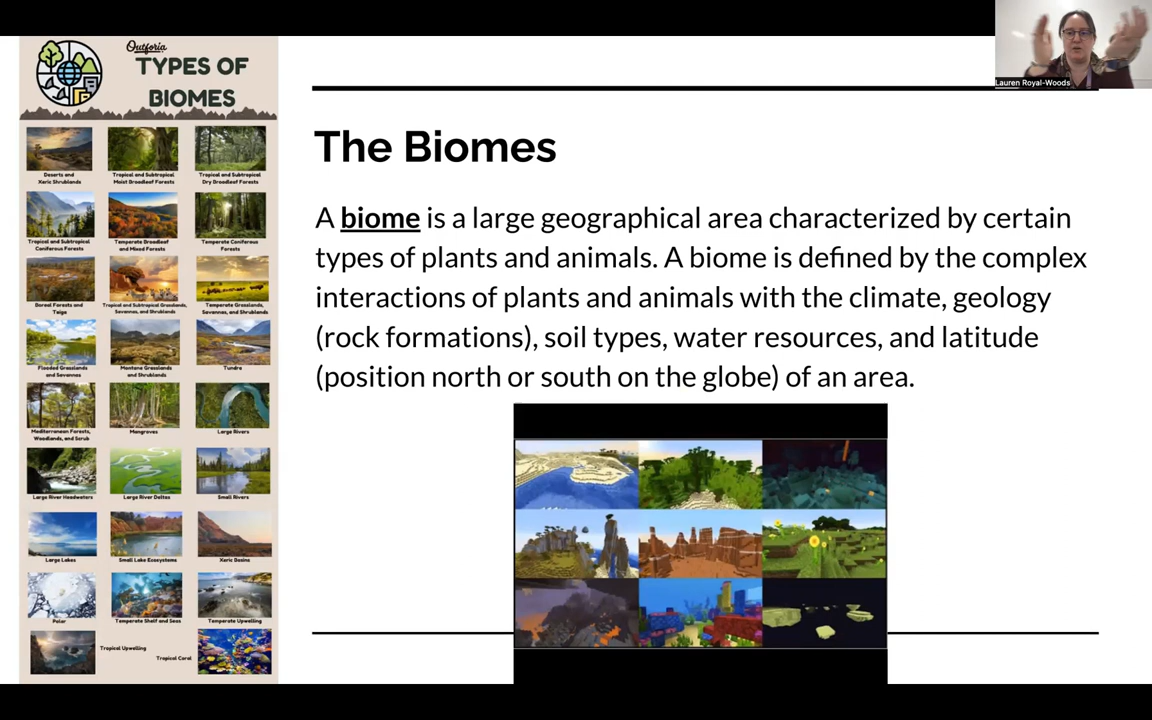 Outforia
TYPES OF
BIOMES
Deserts and
Xeric Shrublands
Tropical and Subtropical
Moist Broadleaf Forests
Tropical and Subtropical
Dry Broadleaf Forests
Tropical and Subtropical
Coniferous Forests
Temperate Broadleaf
and Mixed Forests
Temperate Coniferous
Forests
Boreal Forests and
Taiga
Tropical and Subtropical Grasslands,
Savannas, and Shrublands
Temperate Grasslands,
Savannas, and Shrublands
Flooded Grasslands
and Savannas
Montane Grasslands
and Shrublands
Tundra
Mediterranean Forests,
Woodlands, and Scrub
Mangroves
Large Rivers
Large River Headwaters
Large River Deltas
Small Rivers
Large Lakes
Small Lake Ecosystems
Xeric Basins
Polar
Temperate Shelf and Seas
Temperate Upwelling
Tropical Upwelling
Tropical Coral
Lauren Royal-Woods
The Biomes
A biome is a large geographical area characterized by certain
types of plants and animals. A biome is defined by the complex
interactions of plants and animals with the climate, geology
(rock formations), soil types, water resources, and latitude
(position north or south on the globe) of an area.